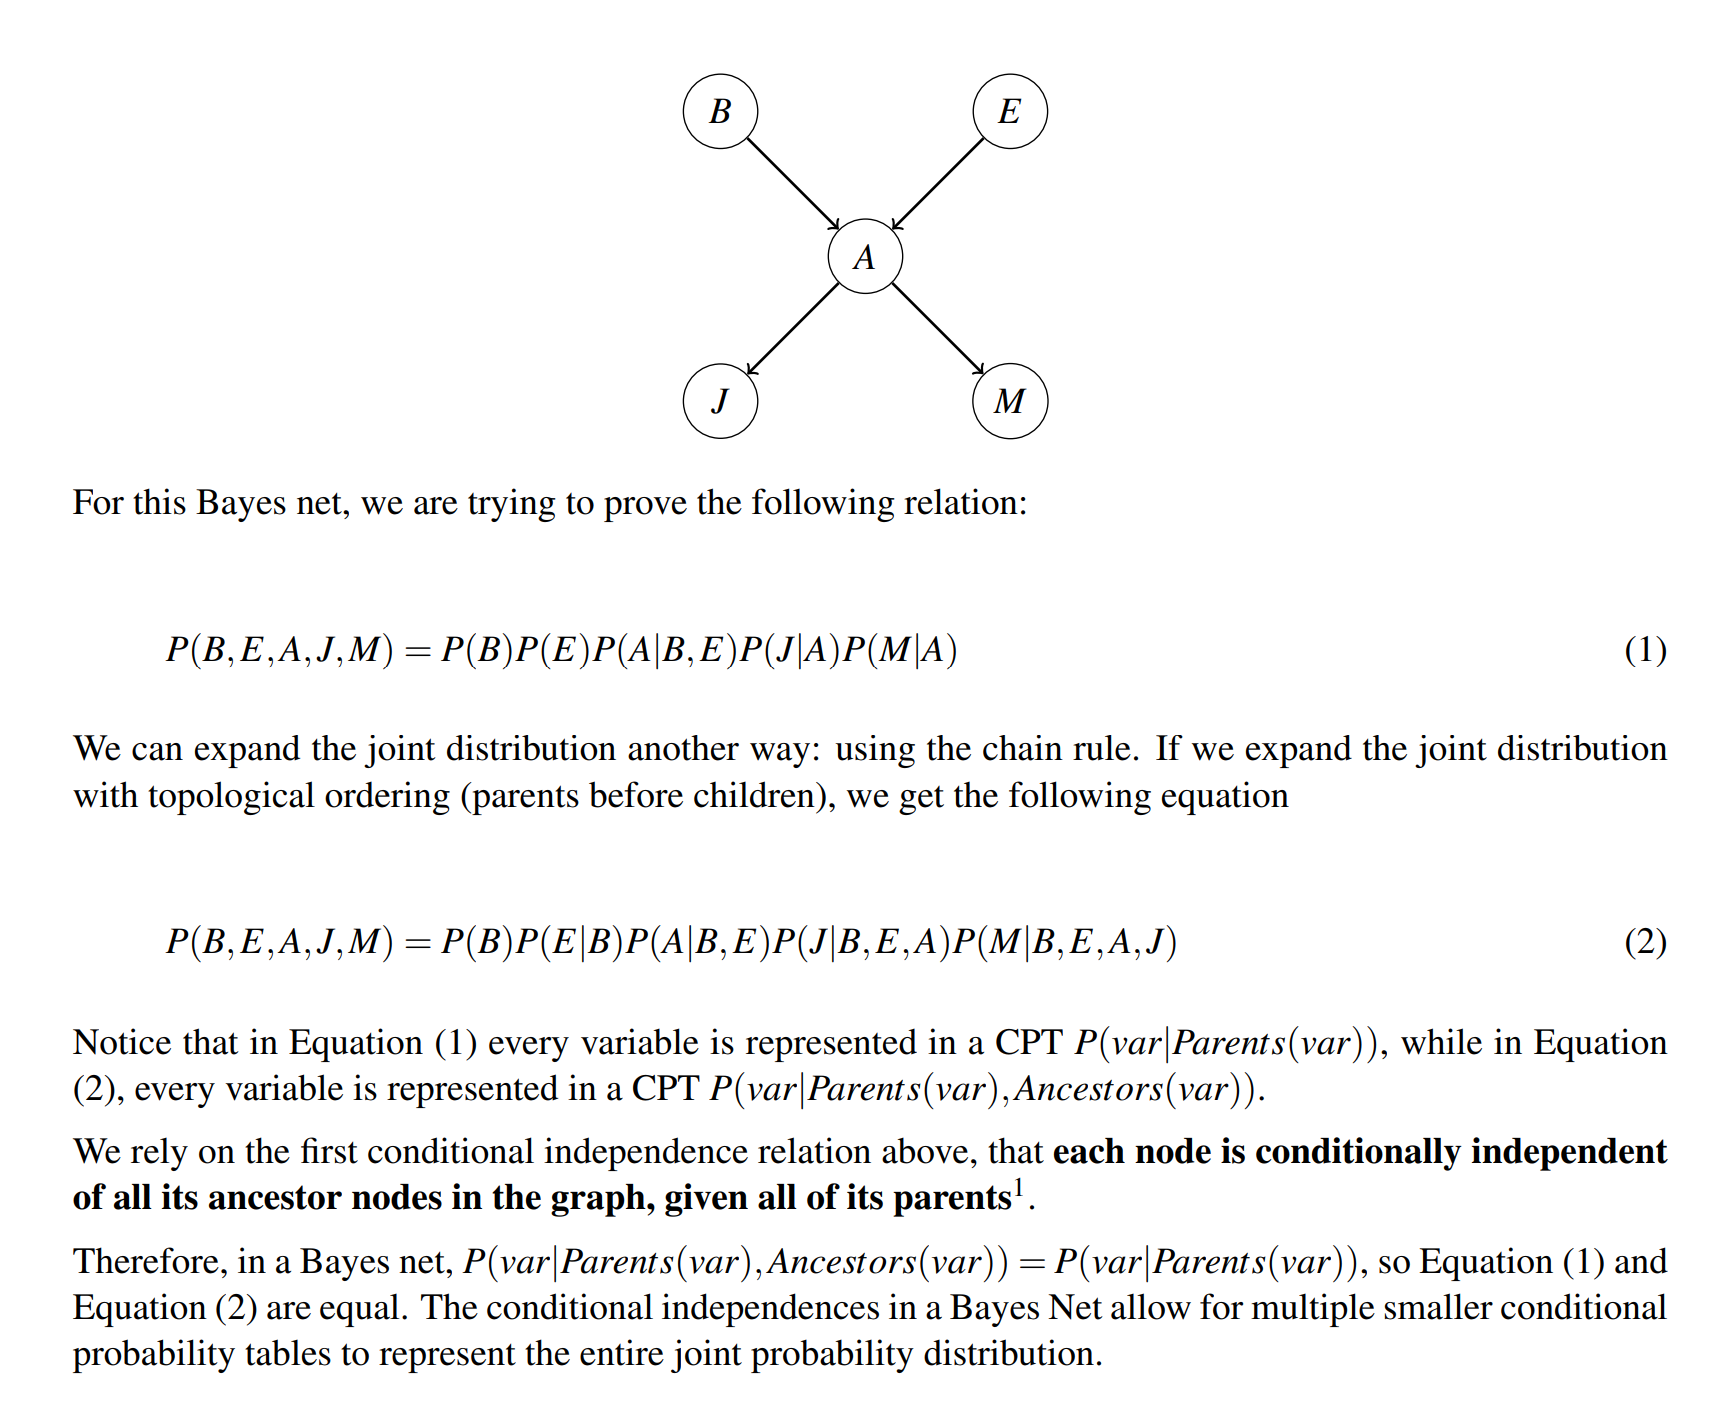 B E
A
J M
For this Bayes net, we are trying to prove the following relation:
P(B,E,A,J,M) = P(B)P(E)P(A|B,E)P(J|A)P(M|A) (1)
We can expand the joint distribution another way: using the chain rule. If we expand the joint distribution
with topological ordering (parents before children), we get the following equation
P(B,E,A,J,M) = P(B)P(E|B)P(A|B,E)P(J|B,E,A)P(M|B,E,A,J) (2)
Notice that in Equation (1) every variable is represented in a CPT P(var|Parents(var)), while in Equation
(2), every variable is represented in a CPT P(var|Parents(var),Ancestors(var)).
We rely on the first conditional independence relation above, that each node is conditionally independent
of all its ancestor nodes in the graph, given all of its parents¹.
Therefore, in a Bayes net, P(var|Parents(var),Ancestors(var)) = P(var|Parents(var)), so Equation (1) and
Equation (2) are equal. The conditional independences in a Bayes Net allow for multiple smaller conditional
probability tables to represent the entire joint probability distribution.